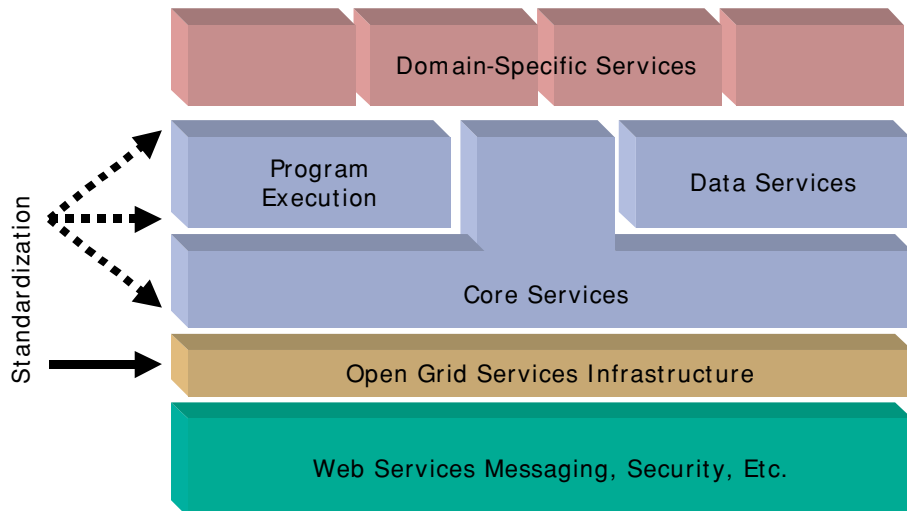 Domain-Specific Services
Program
Execution
Data Services
Core Services
Open Grid Services Infrastructure
Web Services Messaging, Security, Etc.
Standardization